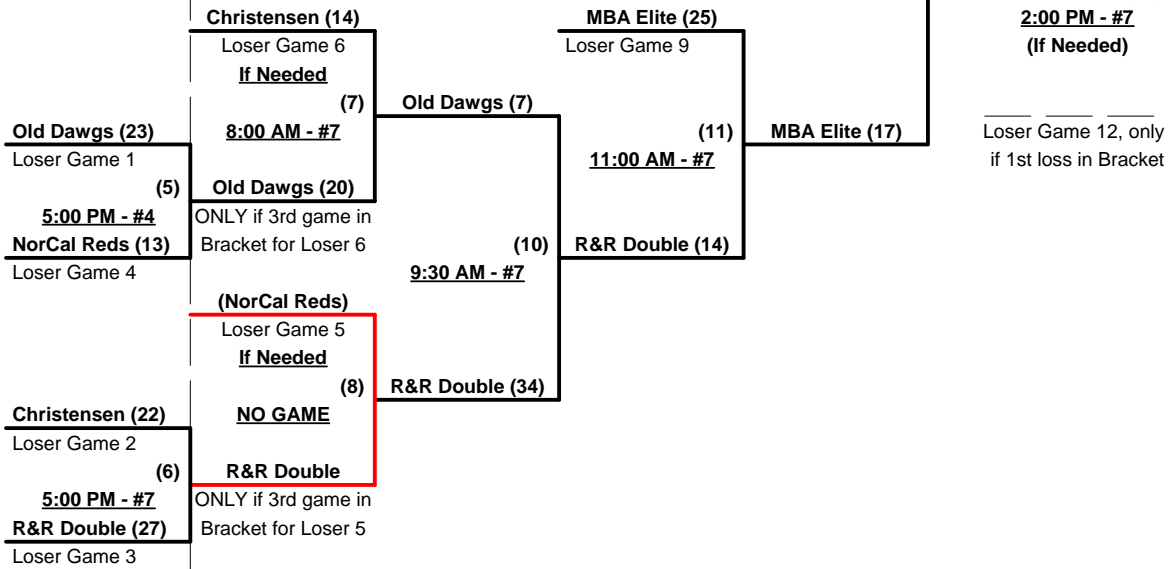 Christensen (14)
Loser Game 6
If Needed
(7)
8:00 AM - #7
Old Dawgs (23)
Loser Game 1
(5)
5:00 PM - #4
NorCal Reds (13)
Loser Game 4
Old Dawgs (20)
ONLY if 3rd game in
Bracket for Loser 6
(NorCal Reds)
Loser Game 5
If Needed
(8)
NO GAME
Christensen (22)
Loser Game 2
(6)
5:00 PM - #7
R&R Double (27)
Loser Game 3
R&R Double
ONLY if 3rd game in
Bracket for Loser 5
Old Dawgs (7)
(10)
9:30 AM - #7
R&R Double (34)
MBA Elite (25)
Loser Game 9
(11)
11:00 AM - #7
R&R Double (14)
MBA Elite (17)
2:00 PM - #7
(If Needed)
Loser Game 12, only
if 1st loss in Bracket